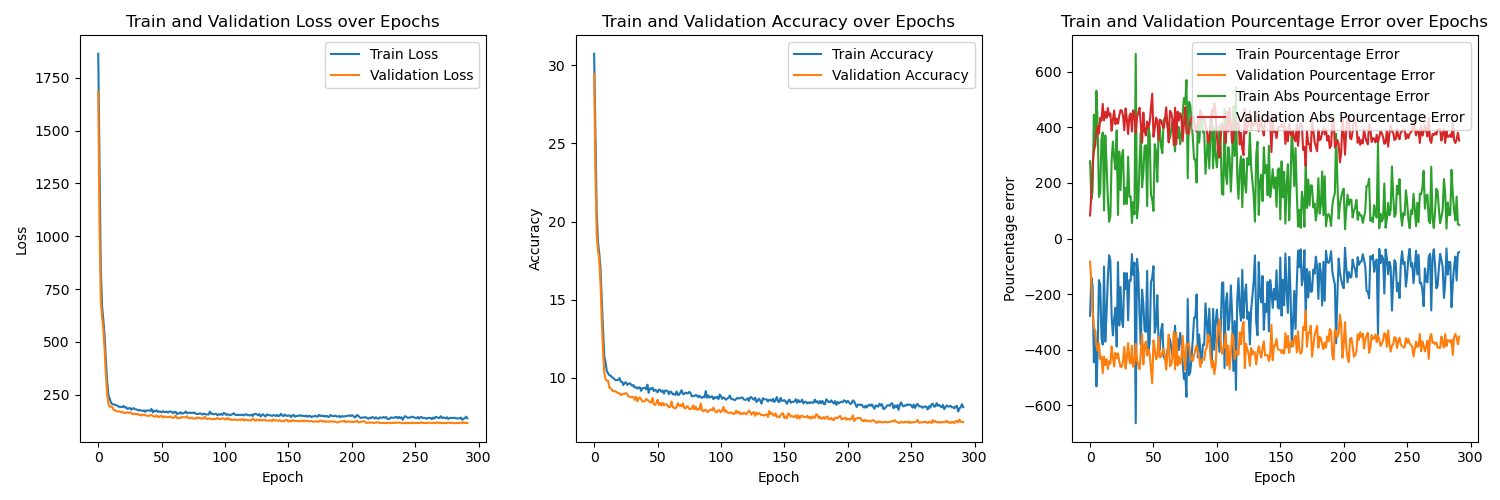 Train and Validation Loss over Epochs
Train Loss
Validation Loss
1750
1500
1250
1000
750
500
250
Loss
0 50 100 150 200 250 300
Epoch
Train and Validation Accuracy over Epochs
Train Accuracy
Validation Accuracy
30
25
20
15
10
Accuracy
0 50 100 150 200 250 300
Epoch
Train and Validation Pourcentage Error over Epochs
Train Pourcentage Error
Validation Pourcentage Error
Train Abs Pourcentage Error
Validation Abs Pourcentage Error
600
400
200
0
−200
−400
−600
Pourcentage error
0 50 100 150 200 250 300
Epoch